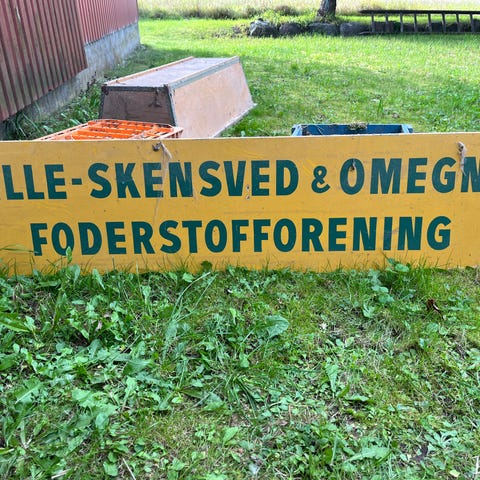 LLE-SKENSVED & OMEGN
FODERSTOFFORENING